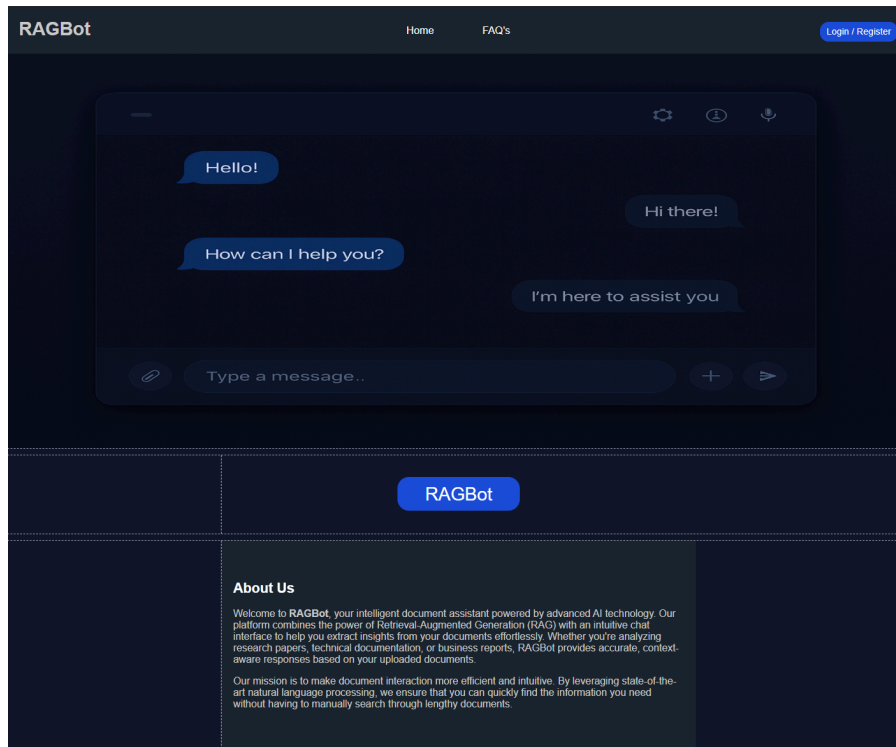 RAGBot
Home
FAQ's
Login / Register
Hello!
Hi there!
How can I help you?
I'm here to assist you
Type a message..
RAGBot
About Us
Welcome to RAGBot, your intelligent document assistant powered by advanced AI technology. Our
platform combines the power of Retrieval-Augmented Generation (RAG) with an intuitive chat
interface to help you extract insights from your documents effortlessly. Whether you're analyzing
research papers, technical documentation, or business reports, RAGBot provides accurate, context-
aware responses based on your uploaded documents.
Our mission is to make document interaction more efficient and intuitive. By leveraging state-of-the-
art natural language processing, we ensure that you can quickly find the information you need
without having to manually search through lengthy documents.